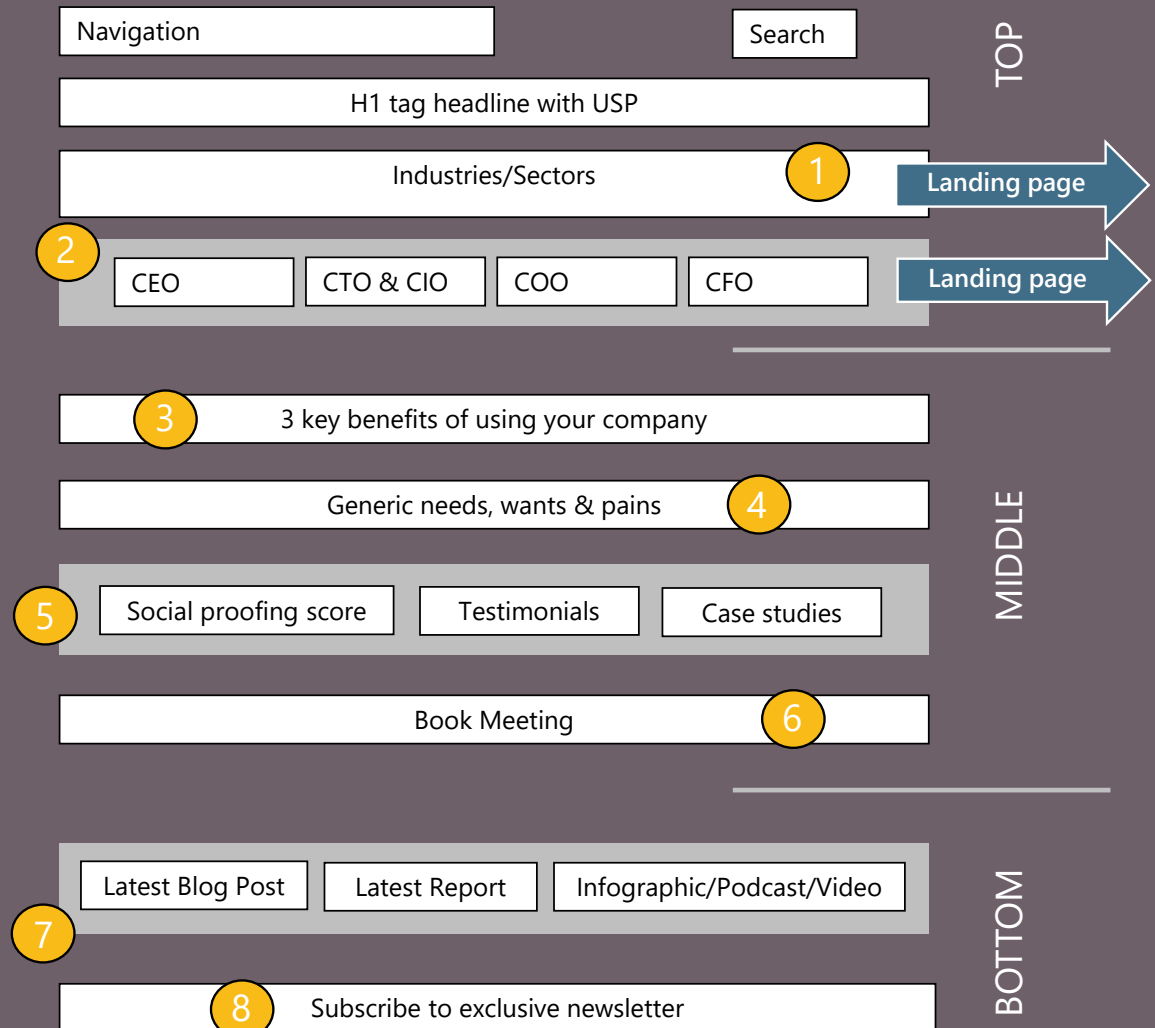 Navigation
Search
TOP
H1 tag headline with USP
Industries/Sectors
1
Landing page
2
CEO
CTO & CIO
COO
CFO
Landing page
3
3 key benefits of using your company
MIDDLE
Generic needs, wants & pains
4
5
Social proofing score
Testimonials
Case studies
Book Meeting
6
Latest Blog Post
Latest Report
Infographic/Podcast/Video
7
BOTTOM
8
Subscribe to exclusive newsletter